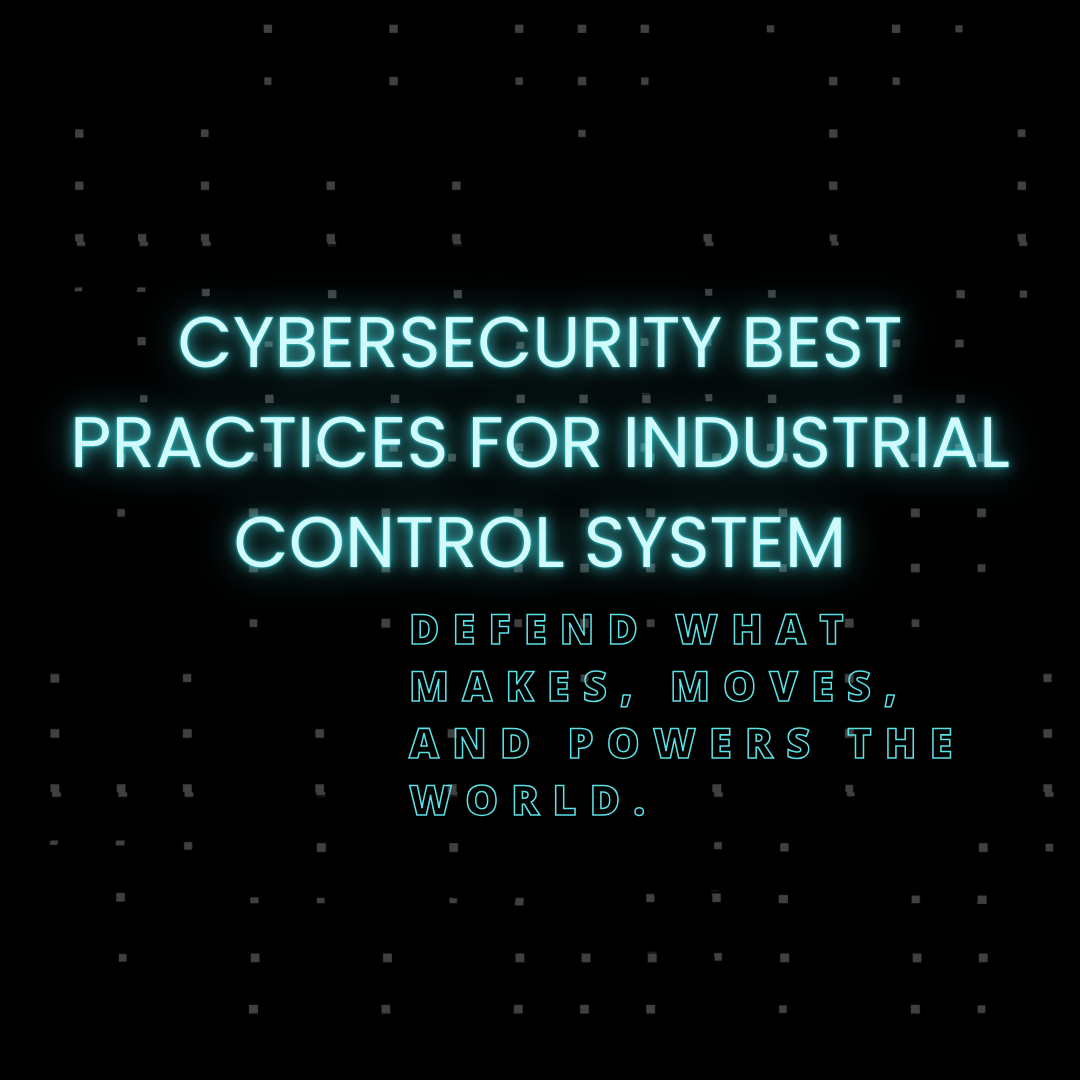 CYBERSECURITY BEST
PRACTICES FOR INDUSTRIAL
CONTROL SYSTEM
DEFEND WHAT
MAKES, MOVES,
AND POWERS THE
WORLD.